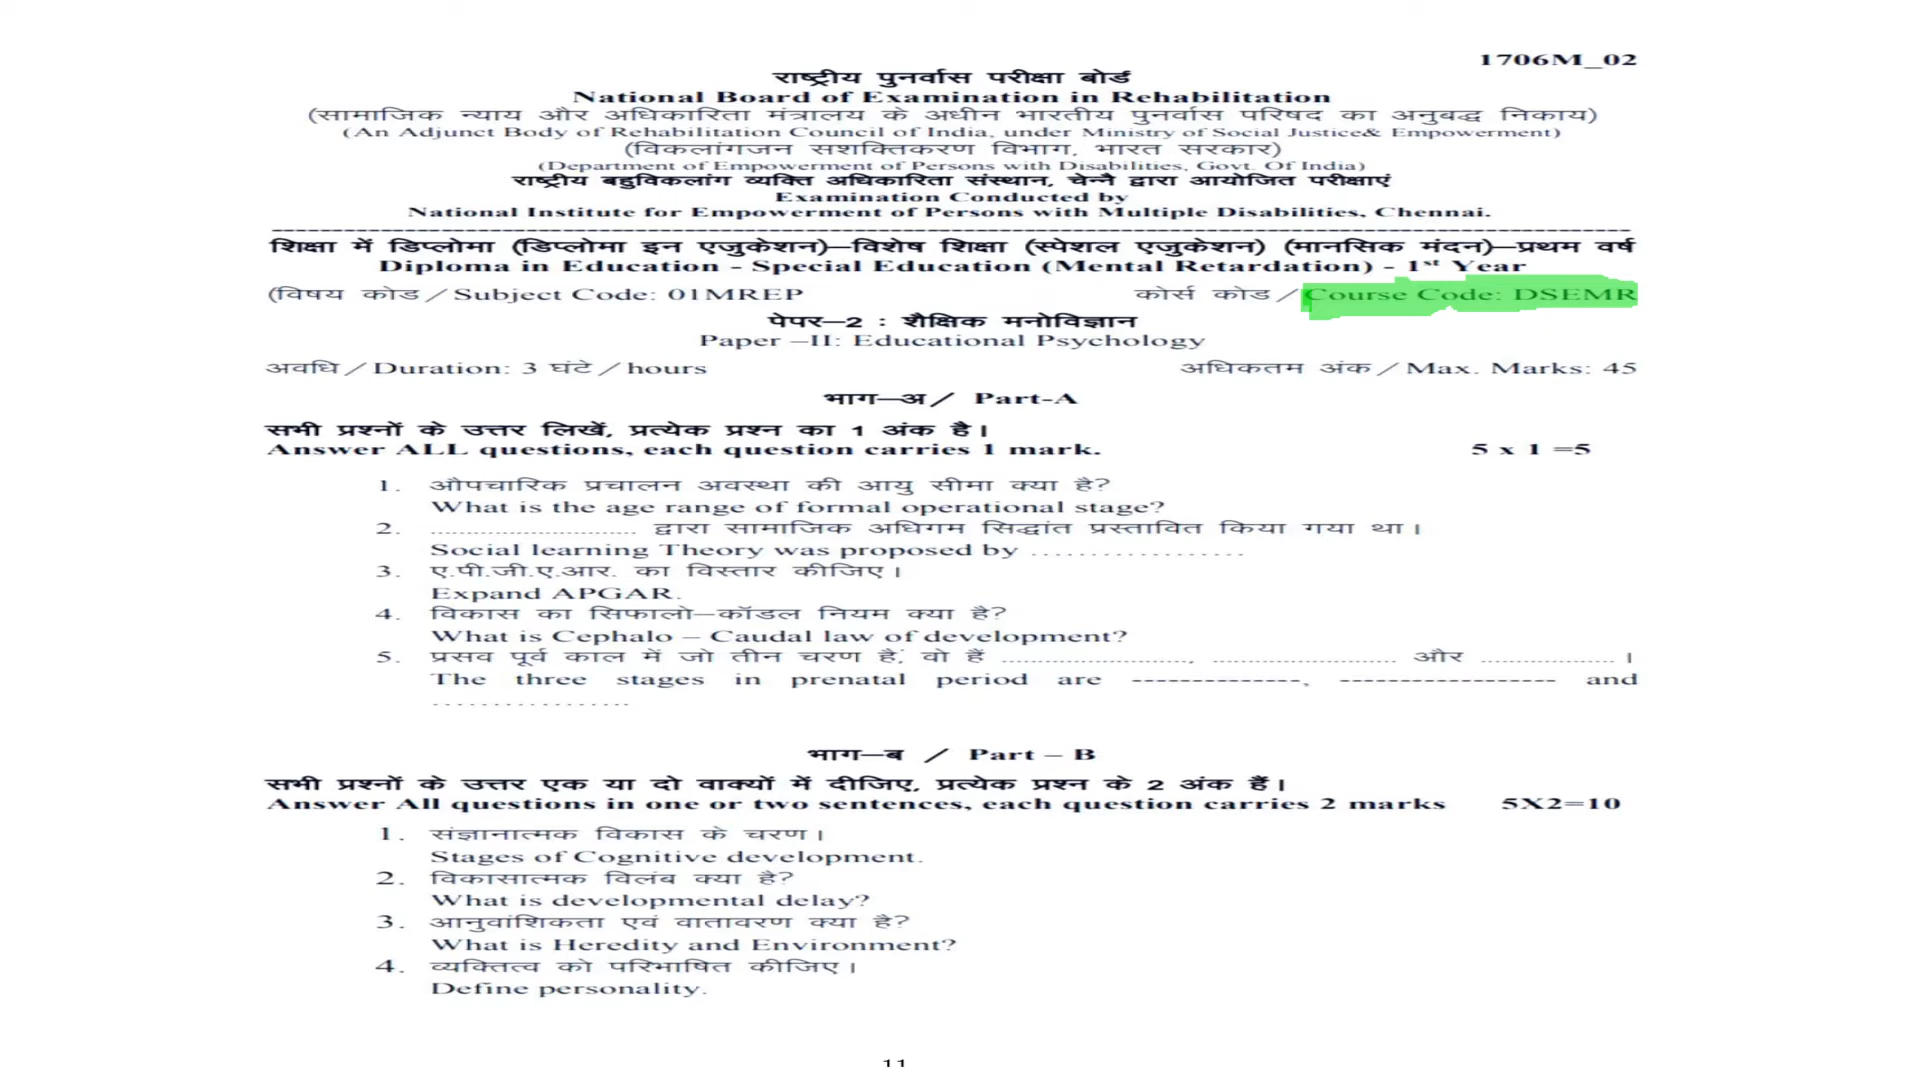 1706M_02
राष्ट्रीय पुनर्वास परीक्षा बोर्ड
National Board of Examination in Rehabilitation
(सामाजिक न्याय और अधिकारिता मंत्रालय के अधीन भारतीय पुनर्वास परिषद का अनुबद्ध निकाय)
(An Adjunct Body of Rehabilitation Council of India, under Ministry of Social Justice& Empowerment)
(विकलांगजन सशक्तिकरण विभाग, भारत सरकार)
(Department of Empowerment of Persons with Disabilities, Govt. Of India)
राष्ट्रीय बहुविकलांग व्यक्ति अधिकारिता संस्थान, चेन्नै द्वारा आयोजित परीक्षाएं
Examination Conducted by
National Institute for Empowerment of Persons with Multiple Disabilities, Chennai.
शिक्षा में डिप्लोमा (डिप्लोमा इन एजुकेशन)–विशेष शिक्षा (स्पेशल एजुकेशन) (मानसिक मंदन)–प्रथम वर्ष
Diploma in Education - Special Education (Mental Retardation) - 1st Year
(विषय कोड/Subject Code: 01MREP कोर्स कोड/Course Code: DSEMR
पेपर–2 : शैक्षिक मनोविज्ञान
Paper –II: Educational Psychology
अवधि/Duration: 3 घंटे/hours अधिकतम अंक/Max. Marks: 45
भाग–अ/ Part-A
सभी प्रश्नों के उत्तर लिखें, प्रत्येक प्रश्न का 1 अंक है।
Answer ALL questions, each question carries 1 mark. 5 x 1 =5
1. औपचारिक प्रचालन अवस्था की आयु सीमा क्या है?
What is the age range of formal operational stage?
2. ............................ द्वारा सामाजिक अधिगम सिद्धांत प्रस्तावित किया गया था।
Social learning Theory was proposed by ..................
3. ए.पी.जी.ए.आर. का विस्तार कीजिए।
Expand APGAR.
4. विकास का सिफालो–कॉडल नियम क्या है?
What is Cephalo – Caudal law of development?
5. प्रसव पूर्व काल में जो तीन चरण है, वो हैं ........................., ......................... और .................. ।
The three stages in prenatal period are --------------, ------------------ and
.................
भाग–ब / Part – B
सभी प्रश्नों के उत्तर एक या दो वाक्यों में दीजिए, प्रत्येक प्रश्न के 2 अंक हैं।
Answer All questions in one or two sentences, each question carries 2 marks 5X2=10
1. संज्ञानात्मक विकास के चरण।
Stages of Cognitive development.
2. विकासात्मक विलंब क्या है?
What is developmental delay?
3. आनुवांशिकता एवं वातावरण क्या है?
What is Heredity and Environment?
4. व्यक्तित्व को परिभाषित कीजिए।
Define personality.
11